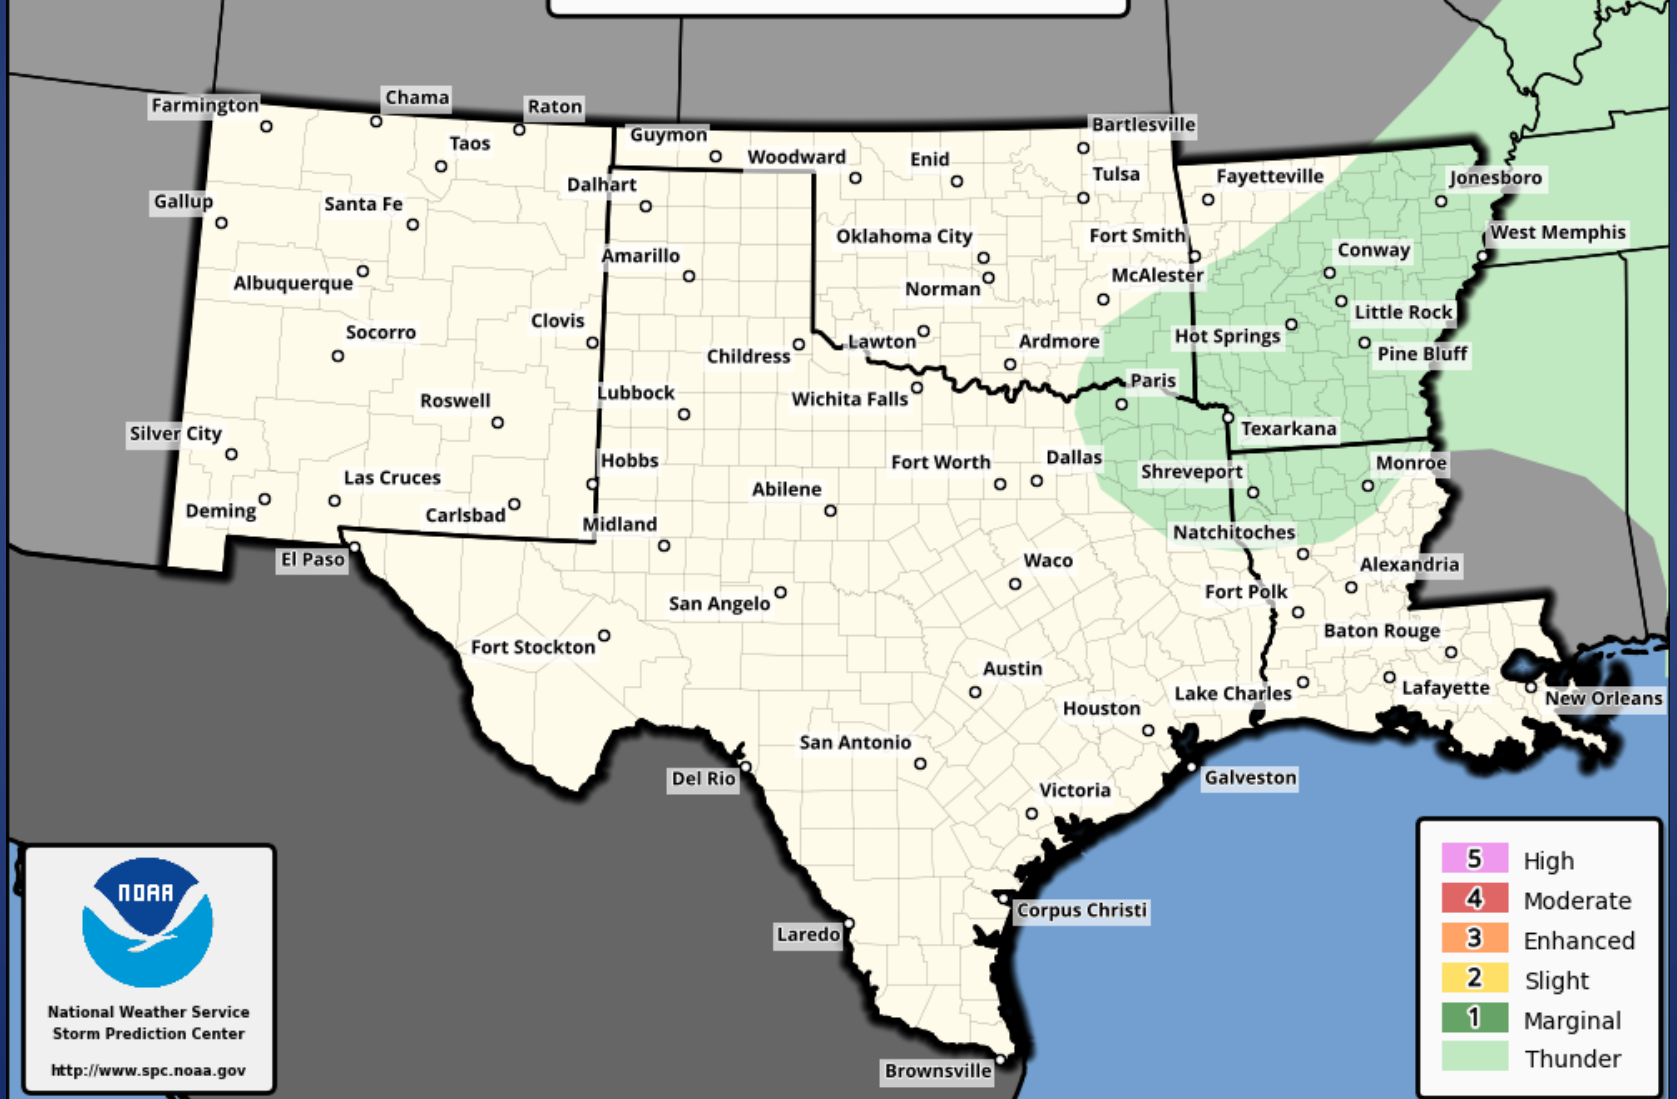 Farmington
Chama
Raton
Guymon
Bartlesville
Taos
Woodward
Enid
Tulsa
Fayetteville
Jonesboro
Dalhart
Gallup
Santa Fe
Oklahoma City
Fort Smith
West Memphis
Conway
Amarillo
McAlester
Albuquerque
Norman
Little Rock
Clovis
Socorro
Lawton
Ardmore
Hot Springs
Pine Bluff
Childress
Paris
Lubbock
Wichita Falls
Roswell
Texarkana
Silver City
Hobbs
Fort Worth
Dallas
Shreveport
Monroe
Las Cruces
Abilene
Deming
Carlsbad
Midland
Natchitoches
El Paso
Waco
Alexandria
San Angelo
Fort Polk
Fort Stockton
Baton Rouge
Austin
Lake Charles
Lafayette
New Orleans
Houston
San Antonio
Del Rio
Galveston
Victoria
Corpus Christi
Laredo
Brownsville
NOAA
National Weather Service
Storm Prediction Center
http://www.spc.noaa.gov
5 High
4 Moderate
3 Enhanced
2 Slight
1 Marginal
Thunder